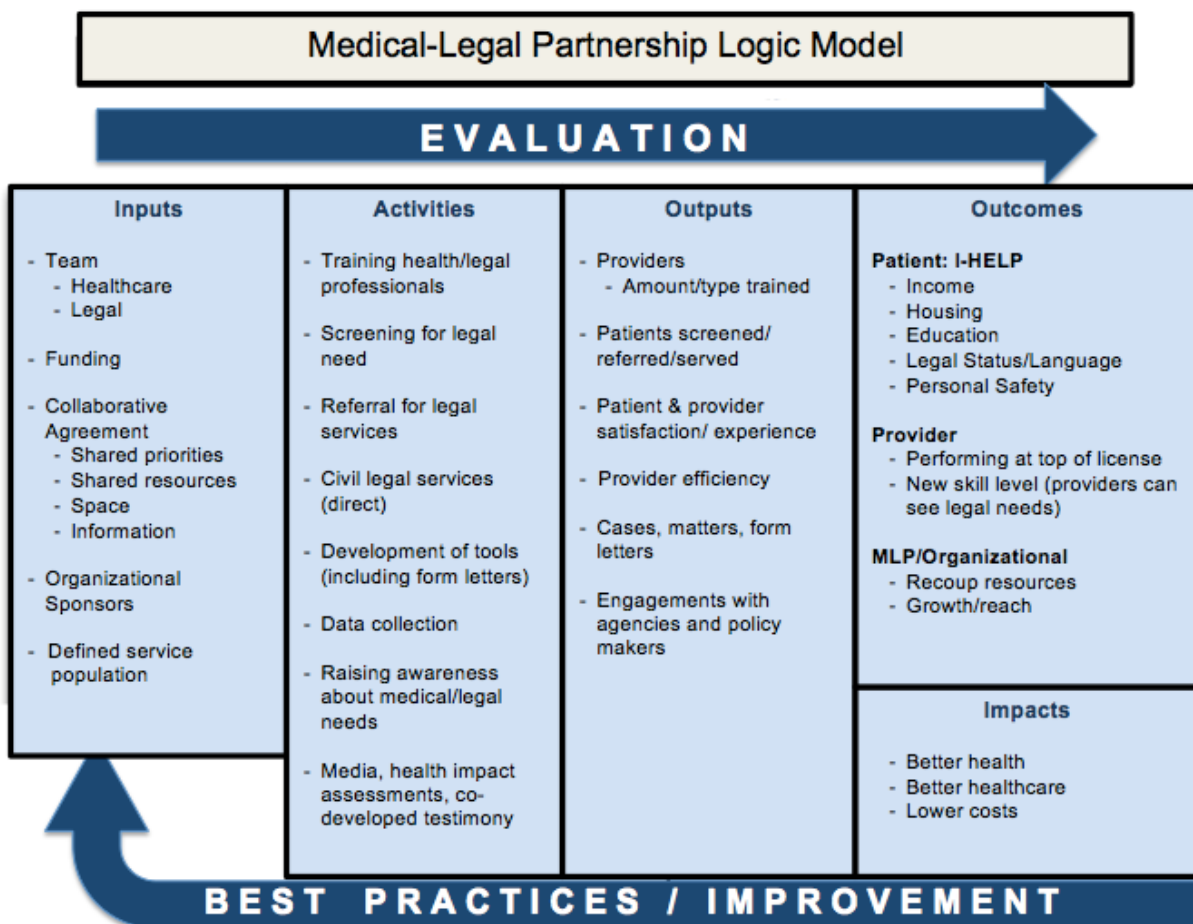 Medical-Legal Partnership Logic Model
EVALUATION
Inputs
- Team
- Healthcare
- Legal
- Funding
- Collaborative
Agreement
- Shared priorities
- Shared resources
- Space
- Information
- Organizational
Sponsors
- Defined service
population
Activities
- Training health/legal
professionals
- Screening for legal
need
- Referral for legal
services
- Civil legal services
(direct)
- Development of tools
(including form letters)
- Data collection
- Raising awareness
about medical/legal
needs
- Media, health impact
assessments, co-
developed testimony
Outputs
- Providers
- Amount/type trained
- Patients screened/
referred/served
- Patient & provider
satisfaction/ experience
- Provider efficiency
- Cases, matters, form
letters
- Engagements with
agencies and policy
makers
Outcomes
Patient: I-HELP
- Income
- Housing
- Education
- Legal Status/Language
- Personal Safety
Provider
- Performing at top of license
- New skill level (providers can
see legal needs)
MLP/Organizational
- Recoup resources
- Growth/reach
Impacts
- Better health
- Better healthcare
- Lower costs
BEST PRACTICES / IMPROVEMENT